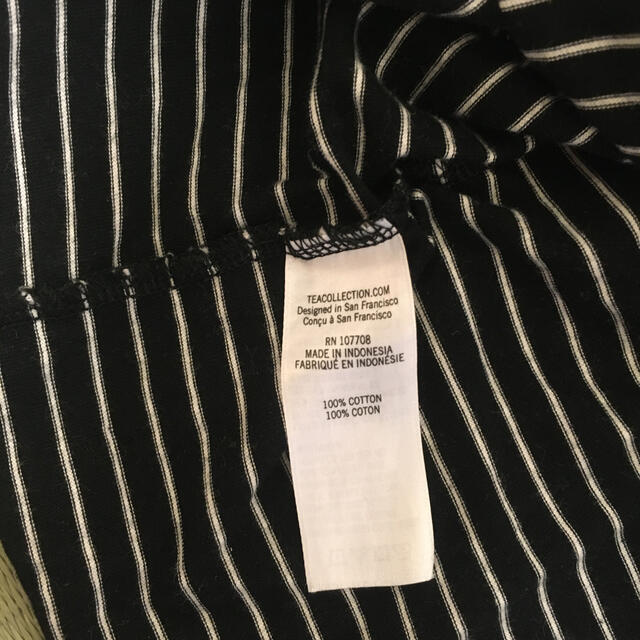 TEACOLLECTION.COM
Designed in San Francisco
Conçu à San Francisco
RN 107708
MADE IN INDONESIA
FABRIQUÉ EN INDONÉSIE
100% COTTON
100% COTON